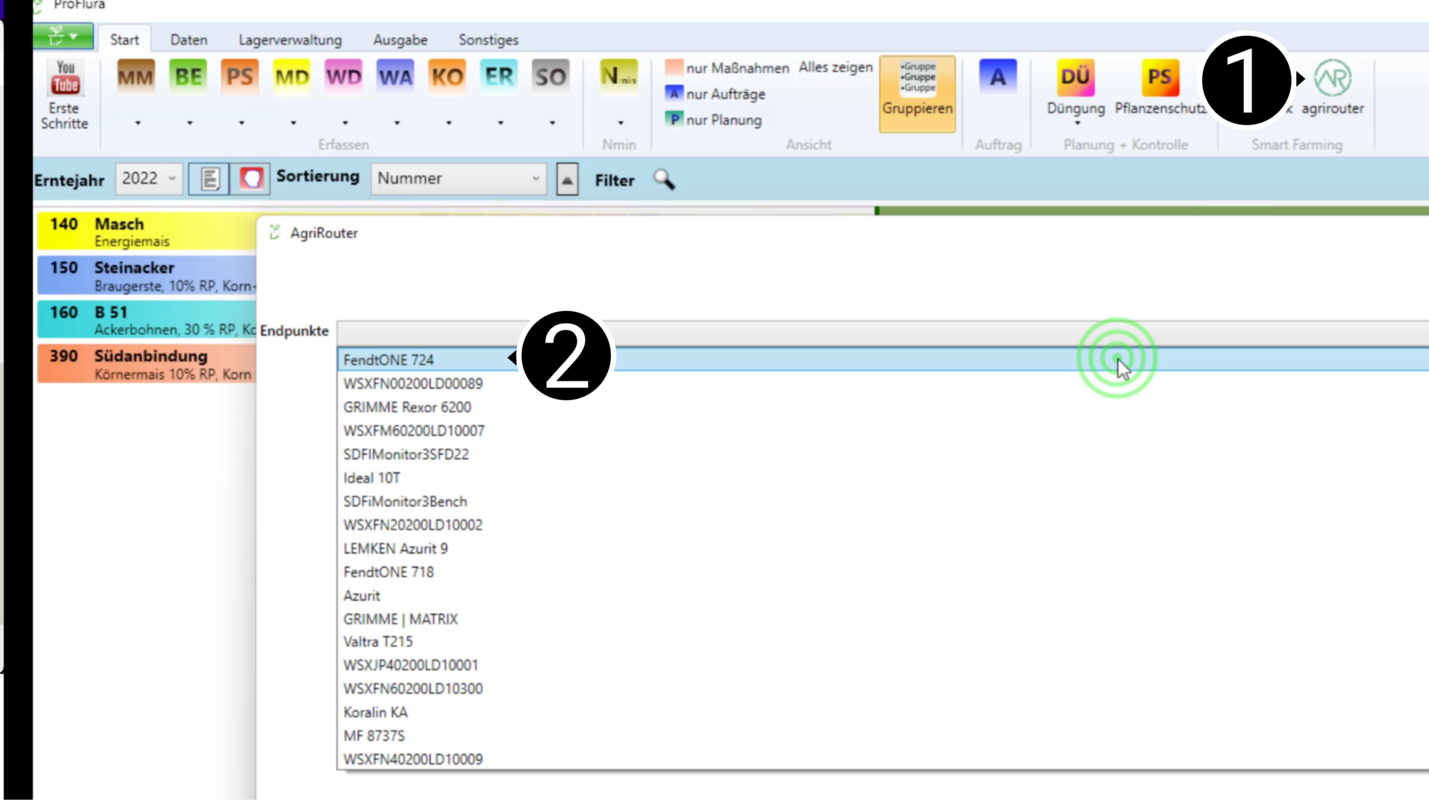 ProFlura
Start Daten Lagerverwaltung Ausgabe Sonstiges
You Tube
Erste
Schritte
MM BE PS MD WD WA KO ER SO
Erfassen
Nmin
Nmin
nur Maßnahmen Alles zeigen
A nur Aufträge
P nur Planung
Ansicht
•Gruppe
•Gruppe
•Gruppe
Gruppieren
A
Auftrag
DÜ PS
Düngung Pflanzenschutz
Planung + Kontrolle
1
agrirouter
Smart Farming
Erntejahr 2022 Sortierung Nummer Filter
140 Masch
Energiemais
150 Steinacker
Braugerste, 10% RP, Korn
160 B 51
Ackerbohnen, 30 % RP,
390 Südanbindung
Körnermais 10% RP, Korn
AgriRouter
Endpunkte
2
FendtONE 724
WSXFN00200LD00089
GRIMME Rexor 6200
WSXFM60200LD10007
SDFIMonitor3SFD22
Ideal 10T
SDFiMonitor3Bench
WSXFN20200LD10002
LEMKEN Azurit 9
FendtONE 718
Azurit
GRIMME | MATRIX
Valtra T215
WSXJP40200LD10001
WSXFN60200LD10300
Koralin KA
MF 8737S
WSXFN40200LD10009